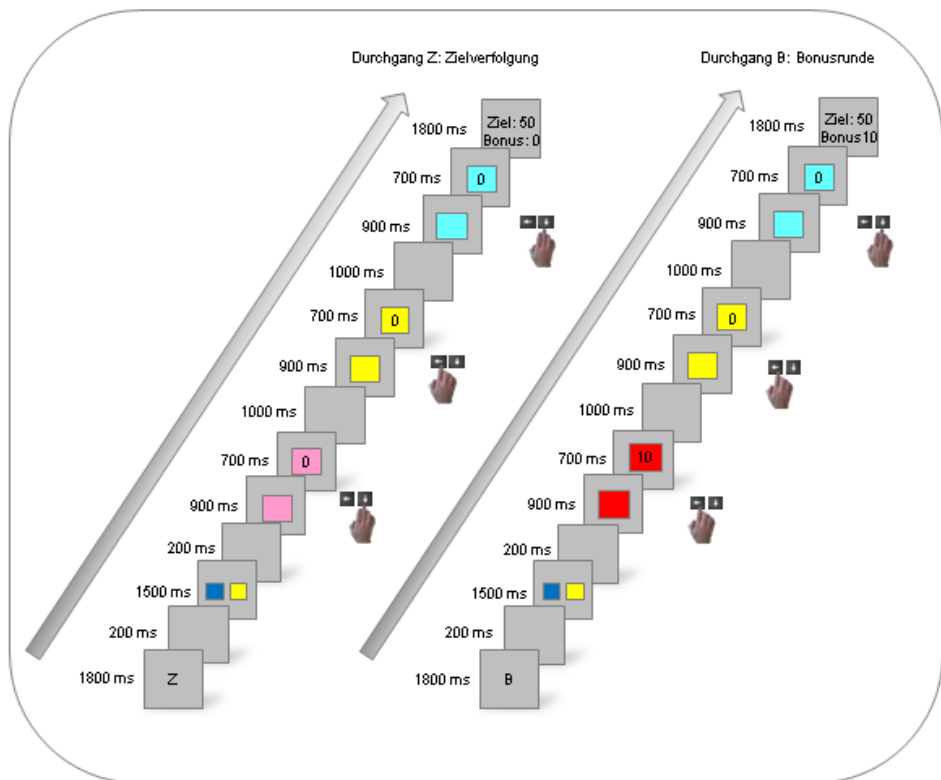 Durchgang Z: Zielverfolgung
1800 ms
Ziel: 50
Bonus: 0
700 ms
0
900 ms
1000 ms
700 ms
0
900 ms
1000 ms
700 ms
0
900 ms
200 ms
1500 ms
200 ms
1800 ms
Z
Durchgang B: Bonusrunde
1800 ms
Ziel: 50
Bonus10
700 ms
0
900 ms
1000 ms
700 ms
0
900 ms
1000 ms
700 ms
10
900 ms
200 ms
1500 ms
200 ms
1800 ms
B